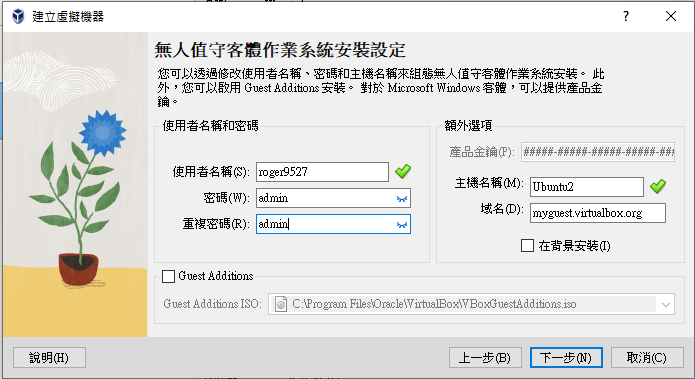 建立虛擬機器
無人值守客體作業系統安裝設定
您可以透過修改使用者名稱、密碼和主機名稱來組態無人值守客體作業系統安裝。 此
外，您可以啟用 Guest Additions 安裝。 對於 Microsoft Windows 客體，可以提供產品金
鑰。
使用者名稱和密碼
使用者名稱(S): roger9527
密碼(W): admin
重複密碼(R): admin
額外選項
產品金鑰(P): #####-#####-#####-#####-###
主機名稱(M): Ubuntu2
域名(D): myguest.virtualbox.org
在背景安裝(I)
Guest Additions
Guest Additions ISO: C:\Program Files\Oracle\VirtualBox\VBoxGuestAdditions.iso
說明(H) 上一步(B) 下一步(N) 取消(C)